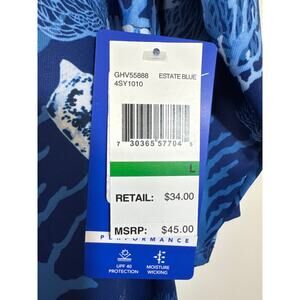 GHV55888 ESTATE BLUE
4SY1010
7 30365 57704 5
L
RETAIL: $34.00
MSRP: $45.00
PERFORMANCE
UPF 40 MOISTURE
PROTECTION WICKING